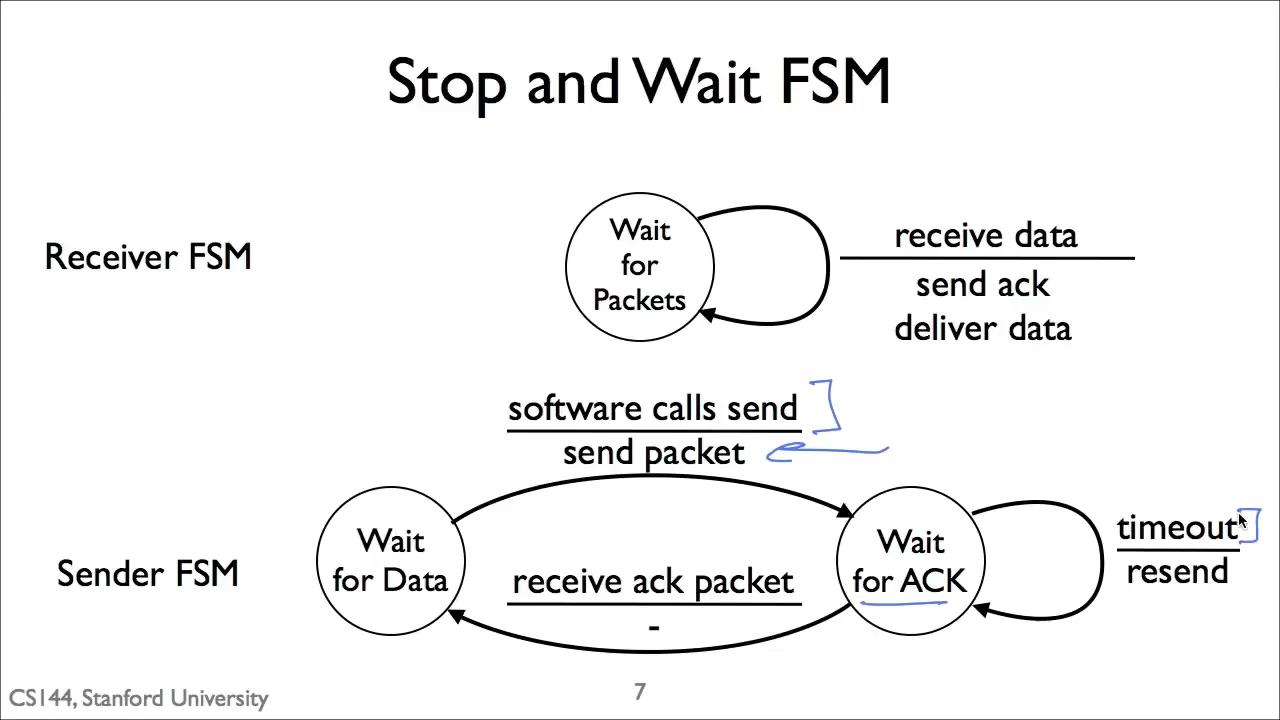 Stop and Wait FSM
Receiver FSM
Wait
for
Packets
receive data
send ack
deliver data
software calls send
send packet
Sender FSM
Wait
for Data
receive ack packet
-
Wait
for ACK
timeout
resend
CS144, Stanford University
7